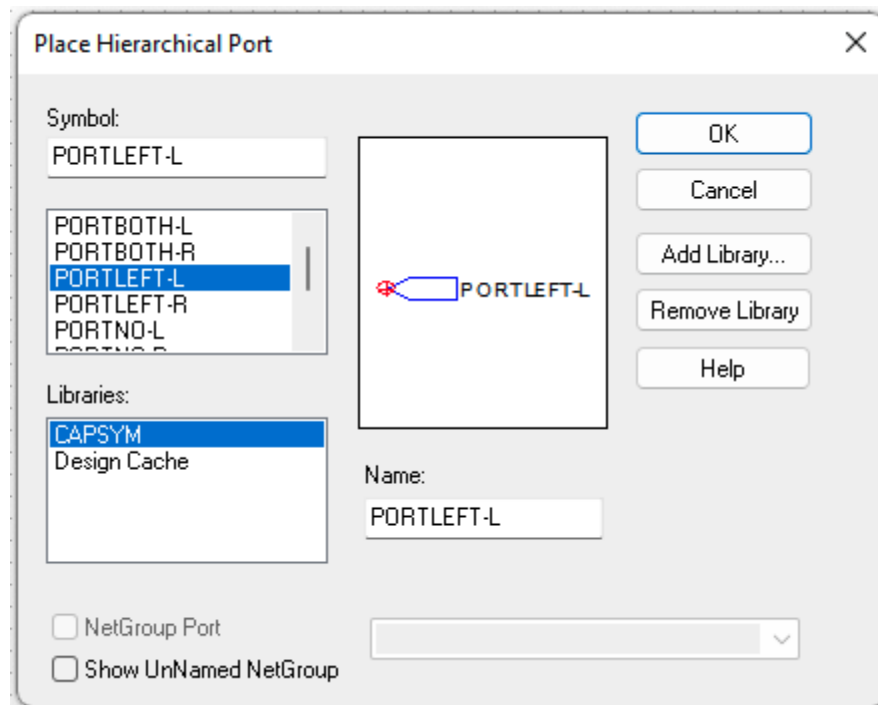 Place Hierarchical Port
Symbol:
PORTLEFT-L
PORTBOTH-L
PORTBOTH-R
PORTLEFT-L
PORTLEFT-R
PORTNO-L
Libraries:
CAPSYM
Design Cache
PORTLEFT-L
Name:
PORTLEFT-L
OK
Cancel
Add Library...
Remove Library
Help
NetGroup Port
Show UnNamed NetGroup